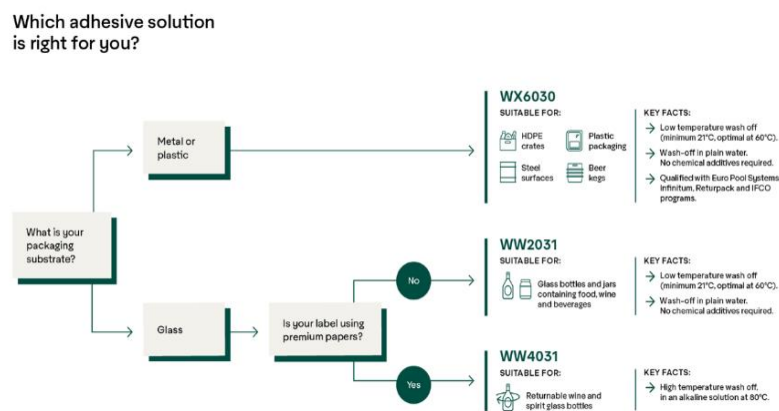 Which adhesive solution
is right for you?
What is your
packaging
substrate?
Metal or
plastic
Glass
Is your label using
premium papers?
No
Yes
WX6030
SUITABLE FOR:
HDPE
crates
Plastic
packaging
Steel
surfaces
Beer
kegs
KEY FACTS:
Low temperature wash off
(minimum 21°C, optimal at 60°C).
Wash-off in plain water.
No chemical additives required.
Qualified with Euro Pool Systems
Infinitum, Returpack and IFCO
programs.
WW2031
SUITABLE FOR:
Glass bottles and jars
containing food, wine
and beverages
KEY FACTS:
Low temperature wash off
(minimum 21°C, optimal at 60°C).
Wash-off in plain water.
No chemical additives required.
WW4031
SUITABLE FOR:
Returnable wine and
spirit glass bottles
KEY FACTS:
High temperature wash off,
in an alkaline solution at 80°C.